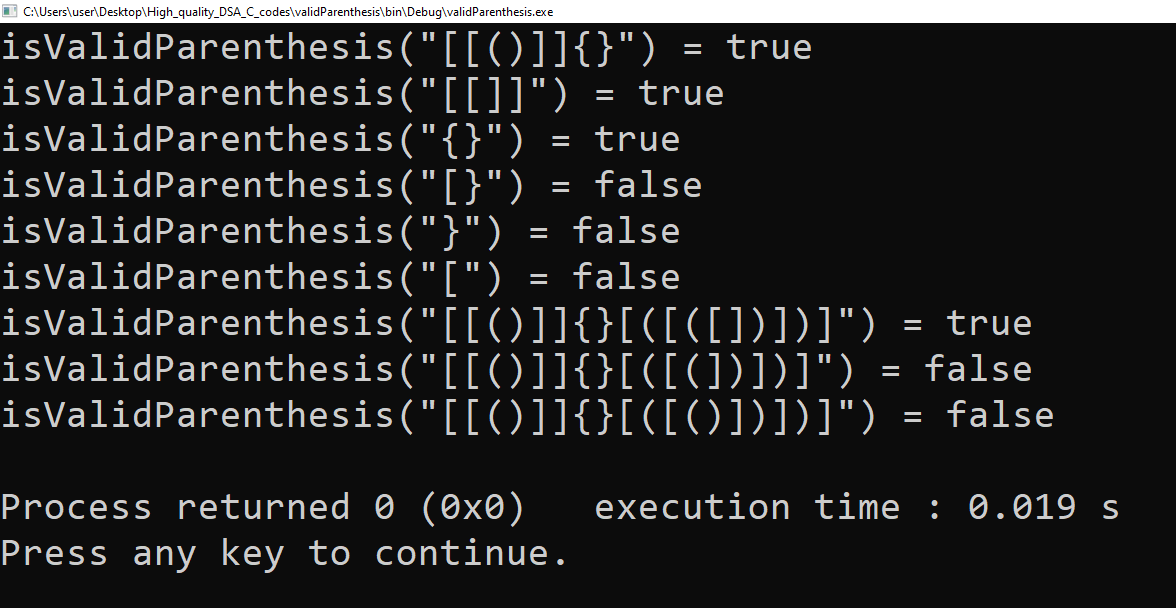 C:\Users\user\Desktop\High_quality_DSA_C_codes\validParenthesis\bin\Debug\validParenthesis.exe
isValidParenthesis("[[()]]{}") = true
isValidParenthesis("[[]]") = true
isValidParenthesis("{}") = true
isValidParenthesis("[}") = false
isValidParenthesis("}") = false
isValidParenthesis("[") = false
isValidParenthesis("[[()]]{}[([([])])]") = true
isValidParenthesis("[[()]]{}[([(])])]") = false
isValidParenthesis("[[()]]{}[([()])])]") = false
Process returned 0 (0x0)   execution time : 0.019 s
Press any key to continue.